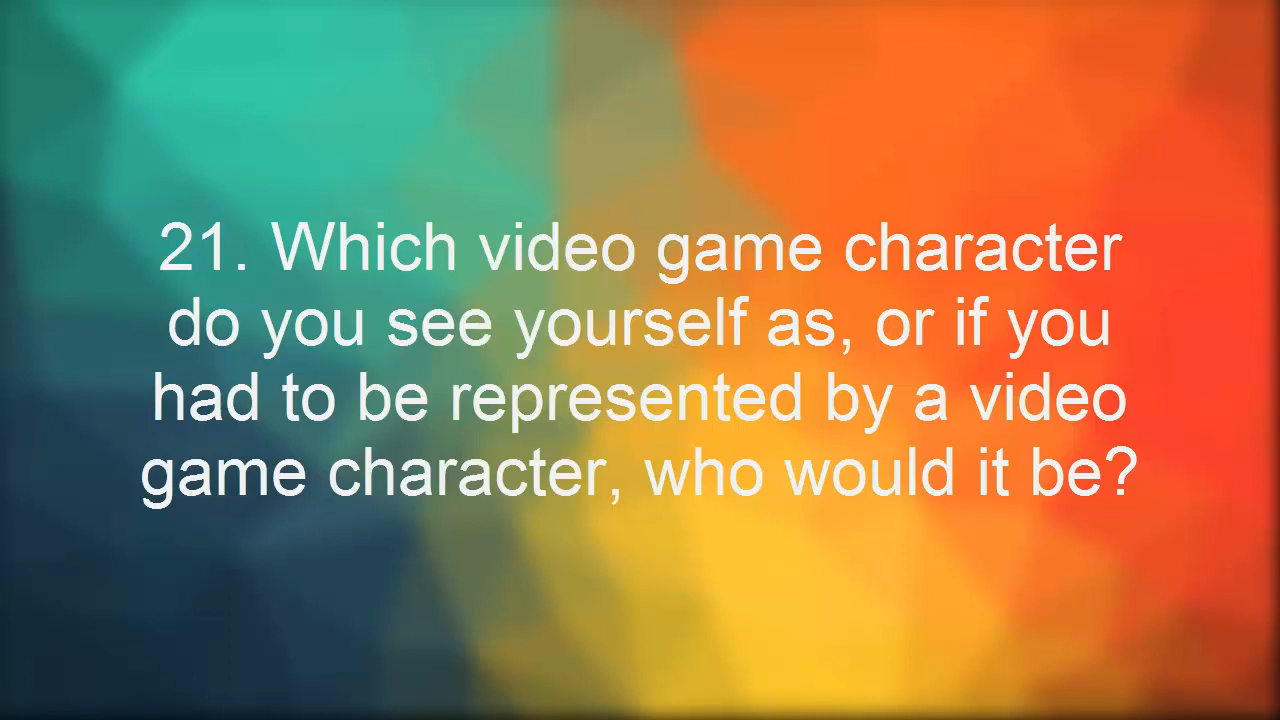 21. Which video game character
do you see yourself as, or if you
had to be represented by a video
game character, who would it be?